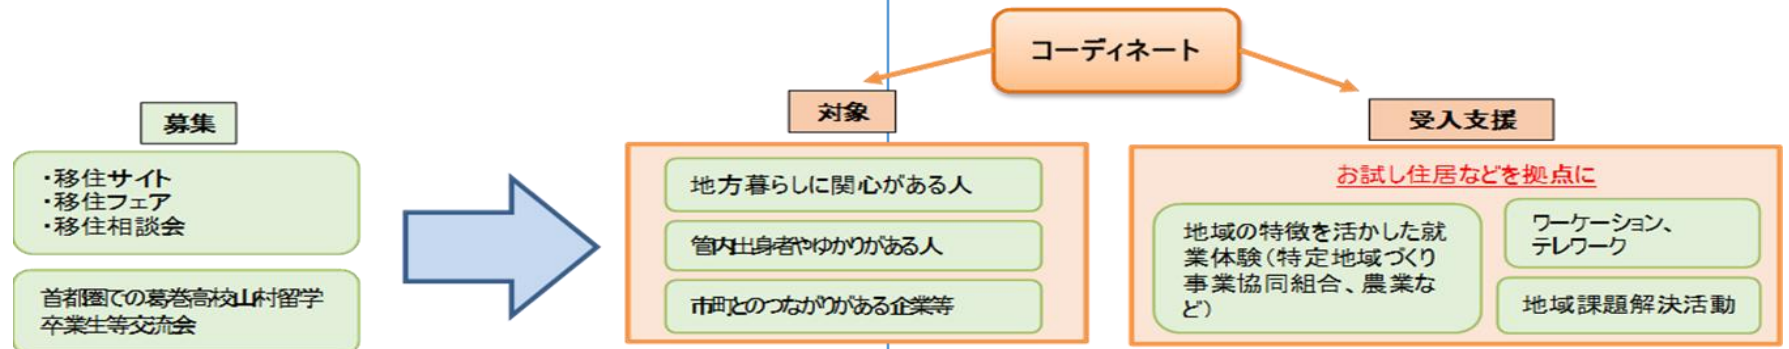 コーディネート
募集
・移住サイト
・移住フェア
・移住相談会
首都圏での葛巻高校山村留学
卒業生等交流会
対象
地方暮らしに関心がある人
管内出身者やゆかりがある人
市町とのつながりがある企業等
受入支援
お試し住居などを拠点に
地域の特徴を活かした就
業体験(特定地域づくり
事業協同組合、農業な
ど)
ワーケーション、
テレワーク
地域課題解決活動